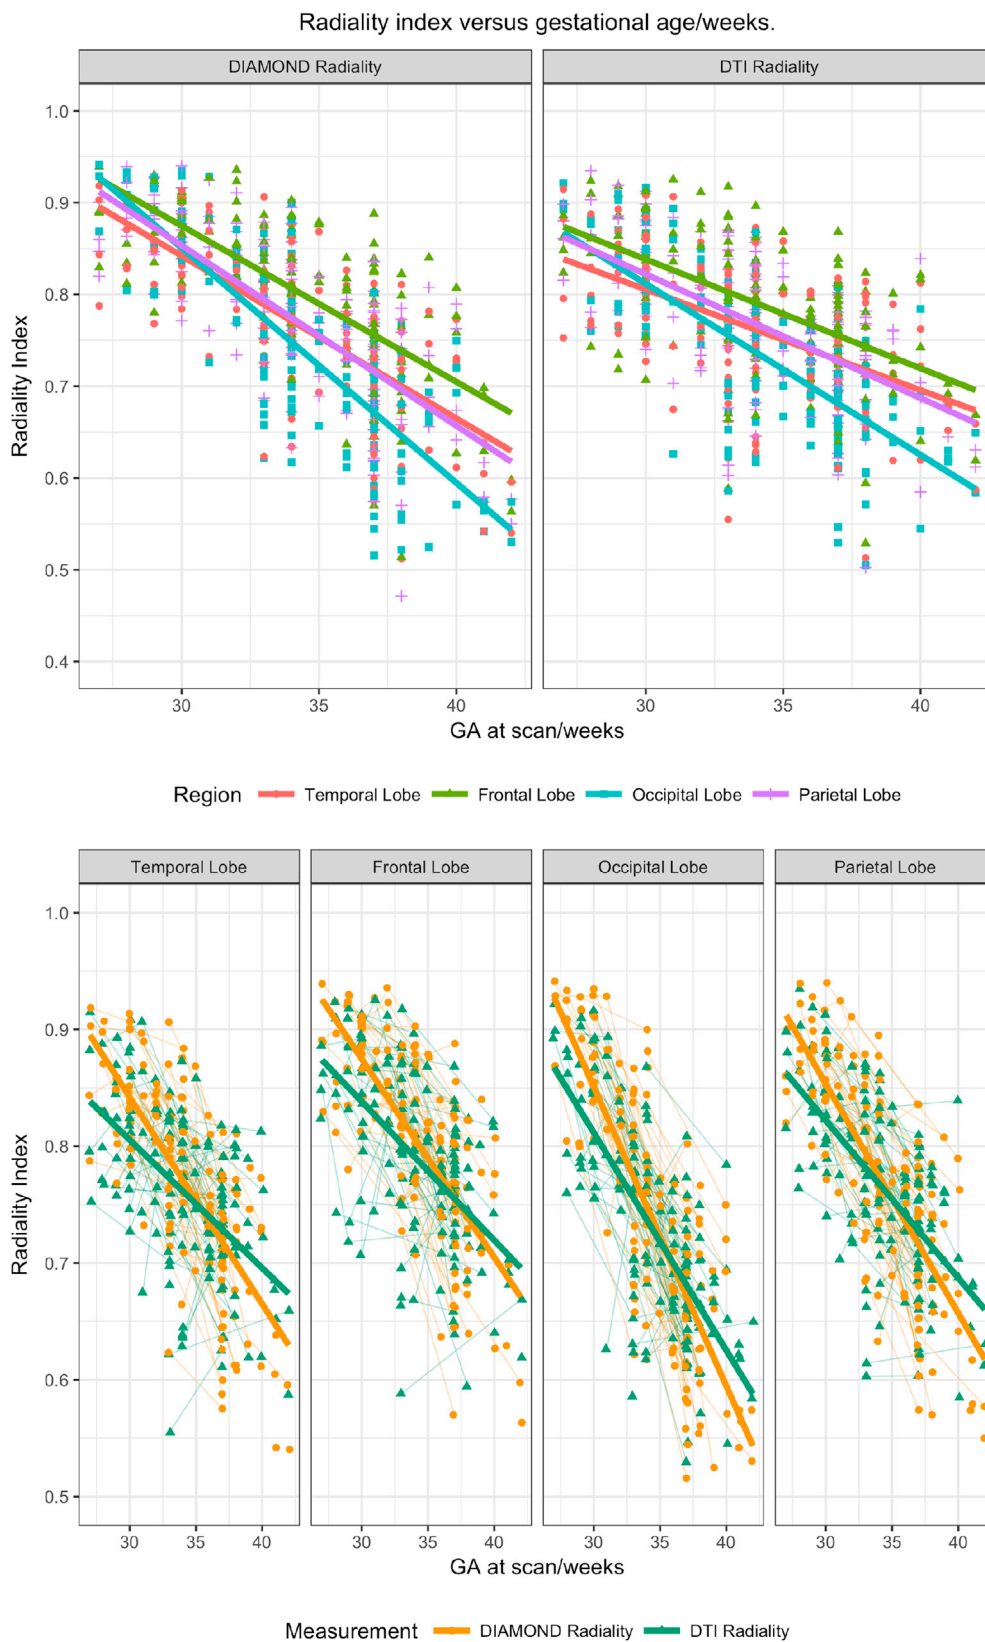 Radiality index versus gestational age/weeks.
DIAMOND Radiality DTI Radiality
1.0
0.9
0.8
0.7
0.6
0.5
0.4
Radiality Index
30 35 40 30 35 40
GA at scan/weeks
Region Temporal Lobe Frontal Lobe Occipital Lobe Parietal Lobe
Temporal Lobe Frontal Lobe Occipital Lobe Parietal Lobe
1.0
0.9
0.8
0.7
0.6
0.5
Radiality Index
30 35 40 30 35 40 30 35 40 30 35 40
GA at scan/weeks
Measurement DIAMOND Radiality DTI Radiality